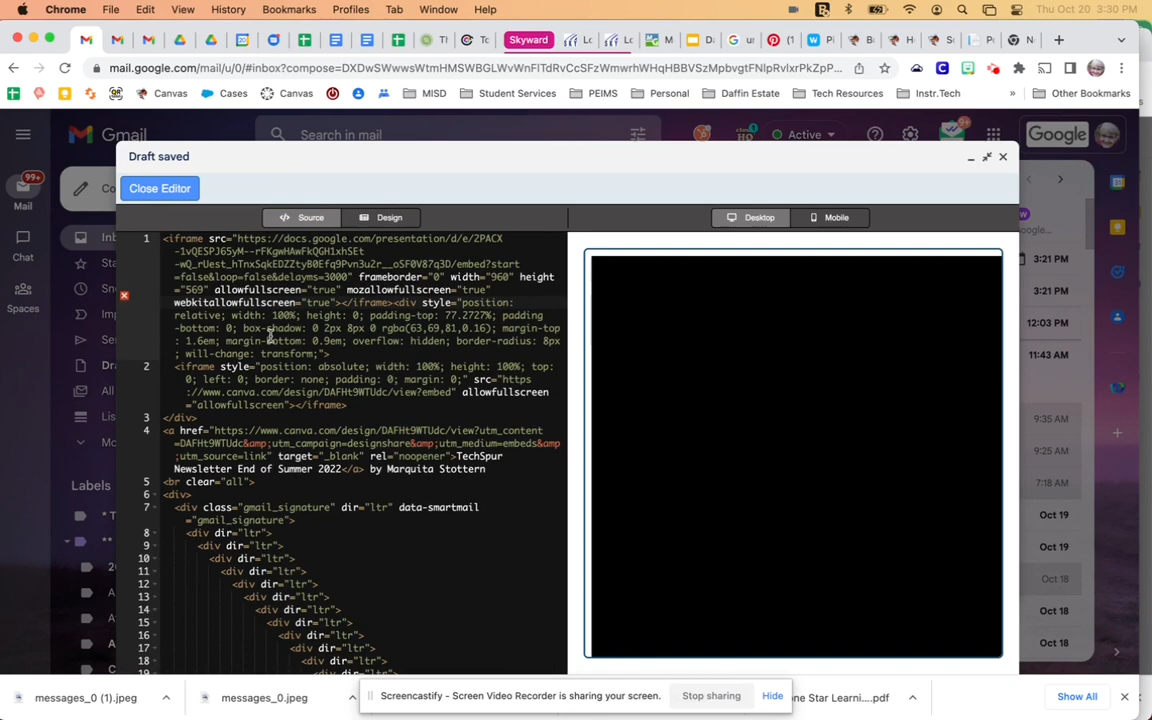 Chrome File Edit View History Bookmarks Profiles Tab Window Help Thu Oct 20 3:30 PM
Skyward
mail.google.com/mail/u/0/#inbox?compose=
Canvas Cases Canvas MISD Student Services PEIMS Personal Daffin Estate Tech Resources Instr.Tech » Other Bookmarks
Gmail Search in mail Active Google
Draft saved
Close Editor
99+
Mail
Chat
Spaces
Labels
Source Design Desktop Mobile
1 <iframe src="https://docs.google.com/presentation/d/e/2PACX
=false&loop=false&delayms=3000" frameborder="0" width="960" height
="569" allowfullscreen="true" mozallowfullscreen="true"
webkitallowfullscreen="true"></iframe><div style="position:
relative; width: 100%; height: 0; padding-top: 77.2727%; padding
-bottom: 0; box-shadow: 0 2px 8px 0 rgba(63,69,81,0.16); margin-top
: 1.6em; margin-bottom: 0.9em; overflow: hidden; border-radius: 8px
; will-change: transform;">
2 <iframe style="position: absolute; width: 100%; height: 100%; top:
0; left: 0; border: none; padding: 0; margin: 0;" src="https
://www.canva.com/design/DAFHt9WTUdc/view?embed" allowfullscreen
="allowfullscreen"></iframe>
3 </div>
4 <a href="https://www.canva.com/design/DAFHt9WTUdc/view?utm_content
=DAFHt9WTUdc&amp;utm_campaign=designshare&amp;utm_medium=embeds&amp
;utm_source=link" target="_blank" rel="noopener">TechSpur
Newsletter End of Summer 2022</a> by Marquita Stottern
5 <br clear="all">
6 <div>
7 <div class="gmail_signature" dir="ltr" data-smartmail
="gmail_signature">
8 <div dir="ltr">
9 <div dir="ltr">
10 <div dir="ltr">
11 <div dir="ltr">
12 <div dir="ltr">
13 <div dir="ltr">
14 <div dir="ltr">
15 <div dir="ltr">
16 <div dir="ltr">
17 <div dir="ltr">
18 <div dir="ltr">
3:21 PM
3:21 PM
11:43 AM
9:35 AM
9:25 AM
7:18 AM
Oct 19
Oct 19
Oct 18
Oct 18
Oct 18
messages_0 (1).jpeg messages_0.jpeg Screencastify - Screen Video Recorder is sharing your screen. Stop sharing Hide Show All